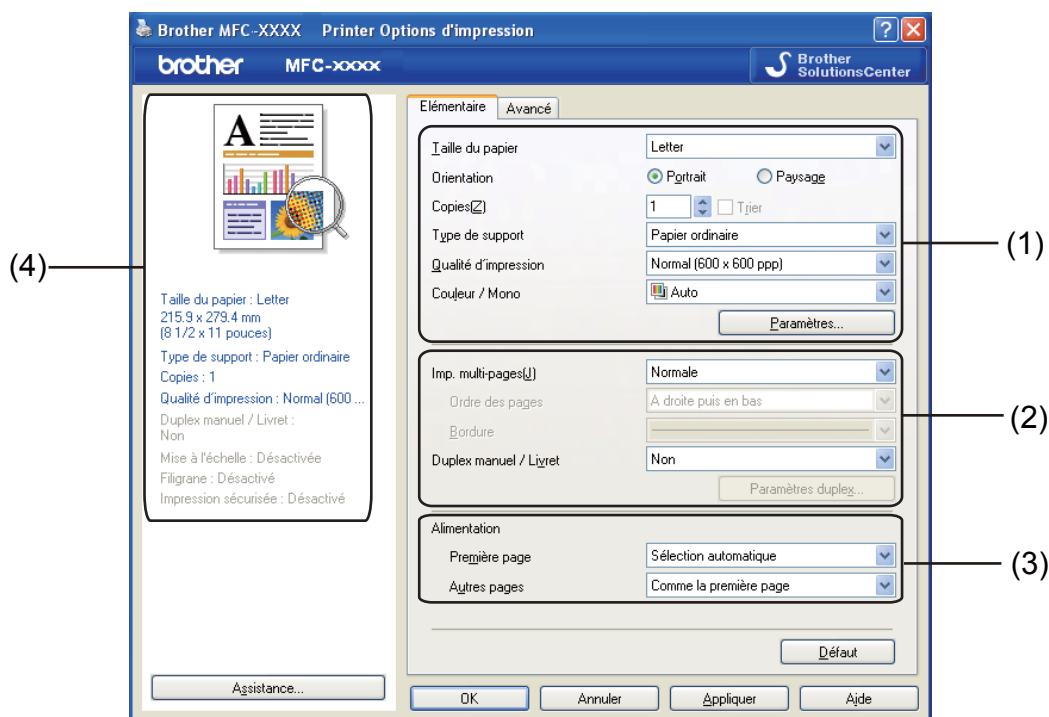 Brother MFC-XXXX Printer Options d'impression
brother MFC-xxxx
Brother
SolutionsCenter
Elémentaire Avancé
A
Taille du papier Letter
Orientation Portrait Paysage
Copies(Z) 1 Trier
Type de support Papier ordinaire
Qualité d'impression Normal (600 x 600 ppp)
Couleur / Mono Auto
Paramètres...
(1)
Imp. multi-pages(J) Normale
Ordre des pages A droite puis en bas
Bordure
Duplex manuel / Livret Non
Paramètres duplex...
(2)
Alimentation
Première page Sélection automatique
Autres pages Comme la première page
(3)
(4)
Taille du papier : Letter
215.9 x 279.4 mm
(8 1/2 x 11 pouces)
Type de support : Papier ordinaire
Copies : 1
Qualité d'impression : Normal (600 ...
Duplex manuel / Livret :
Non
Mise à l'échelle : Désactivée
Filigrane : Désactivé
Impression sécurisée : Désactivé
Défaut
Assistance...
OK Annuler Appliquer Aide